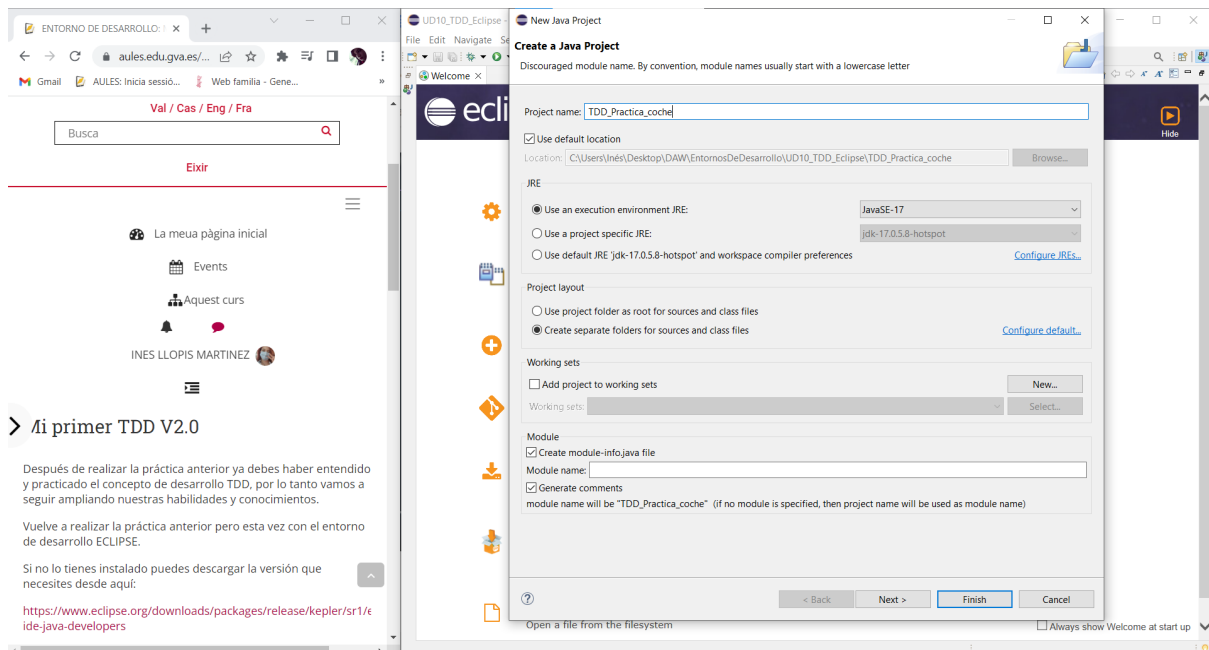 ENTORNO DE DESARROLLO:
aules.edu.gva.es/...
Gmail
AULES: Inicia sessió...
Web familia - Gene...
»
Val / Cas / Eng / Fra
Busca
Eixir
La meua pàgina inicial
Events
Aquest curs
INES LLOPIS MARTINEZ
Mi primer TDD V2.0
Después de realizar la práctica anterior ya debes haber entendido
y practicado el concepto de desarrollo TDD, por lo tanto vamos a
seguir ampliando nuestras habilidades y conocimientos.
Vuelve a realizar la práctica anterior pero esta vez con el entorno
de desarrollo ECLIPSE.
Si no lo tienes instalado puedes descargar la versión que
necesites desde aquí:
https://www.eclipse.org/downloads/packages/release/kepler/sr1/e
ide-java-developers
UD10_TDD_Eclipse -
File Edit Navigate Se
Welcome
ecli
Hide
Open a file from the filesystem
Always show Welcome at start up
New Java Project
Create a Java Project
Discouraged module name. By convention, module names usually start with a lowercase letter
Project name: TDD_Practica_coche
Use default location
Location: C:\Users\Inés\Desktop\DAW\EntornosDeDesarrollo\UD10_TDD_Eclipse\TDD_Practica_coche Browse...
JRE
Use an execution environment JRE: JavaSE-17
Use a project specific JRE: jdk-17.0.5.8-hotspot
Use default JRE 'jdk-17.0.5.8-hotspot' and workspace compiler preferences Configure JREs...
Project layout
Use project folder as root for sources and class files
Create separate folders for sources and class files Configure default...
Working sets
Add project to working sets New...
Working sets: Select...
Module
Create module-info.java file
Module name:
Generate comments
module name will be "TDD_Practica_coche" (if no module is specified, then project name will be used as module name)
? < Back Next > Finish Cancel